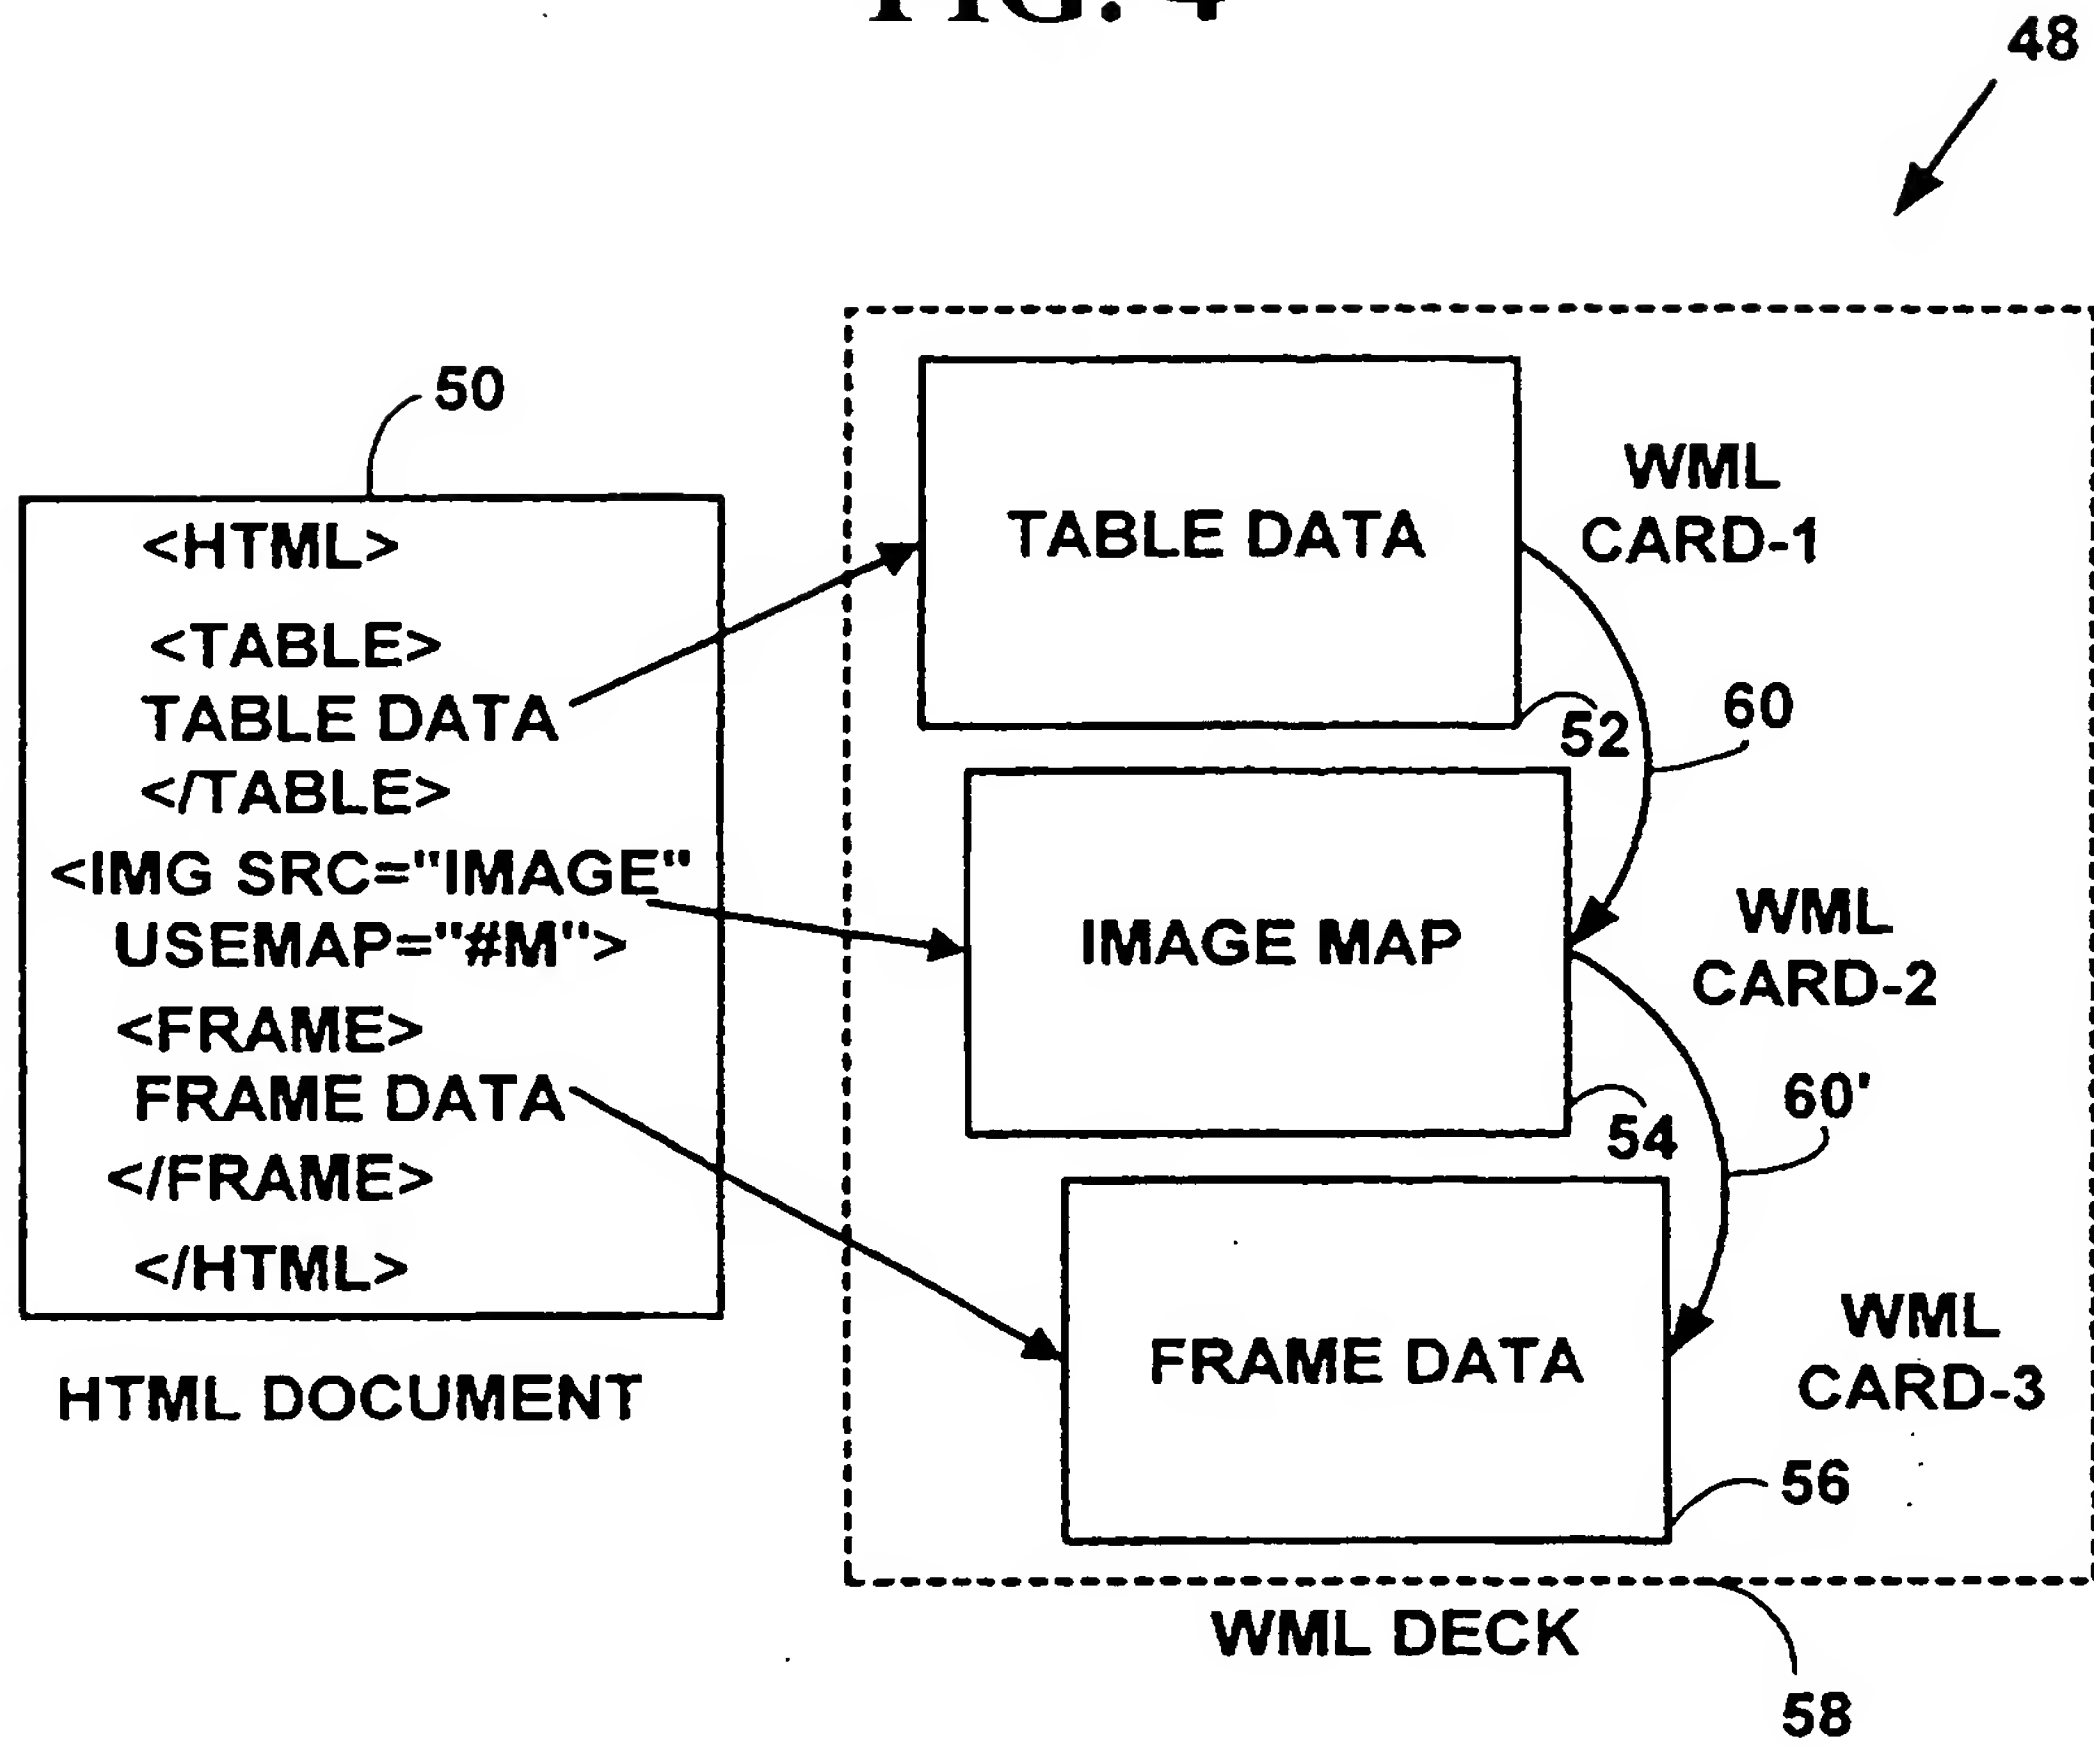 FIG. 4
48
50
<HTML>
<TABLE>
TABLE DATA
</TABLE>
<IMG SRC="IMAGE"
USEMAP="#M">
<FRAME>
FRAME DATA
</FRAME>
</HTML>
HTML DOCUMENT
TABLE DATA
WML
CARD-1
52
60
IMAGE MAP
WML
CARD-2
54
60'
FRAME DATA
WML
CARD-3
56
WML DECK
58